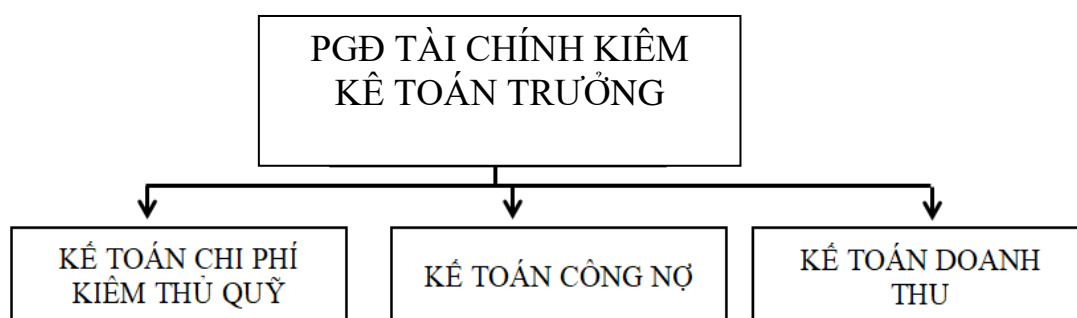 PGĐ TÀI CHÍNH KIÊM
KÊ TOÁN TRƯỞNG
KẾ TOÁN CHI PHÍ
KIÊM THỦ QUỸ
KẾ TOÁN CÔNG NỢ
KẾ TOÁN DOANH
THU